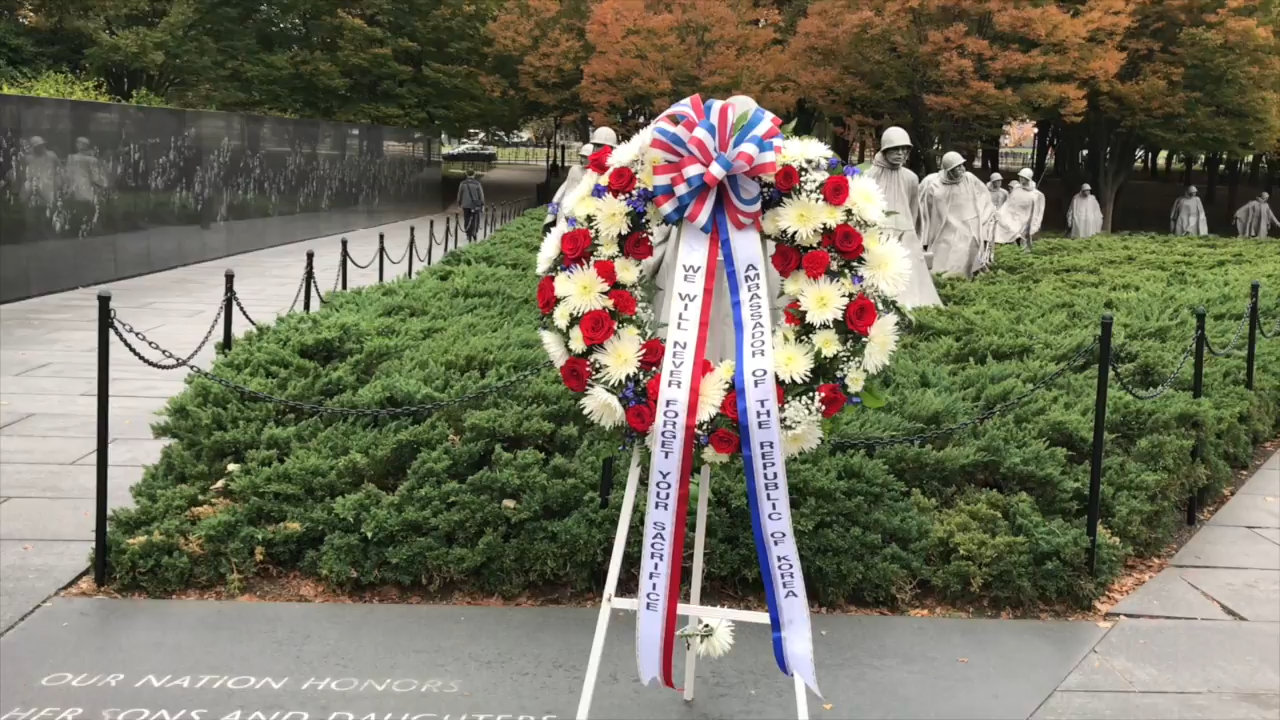 WE WILL NEVER FORGET YOUR SACRIFICE
AMBASSADOR OF THE REPUBLIC OF KOREA
OUR NATION HONORS
HER SONS AND DAUGHTERS